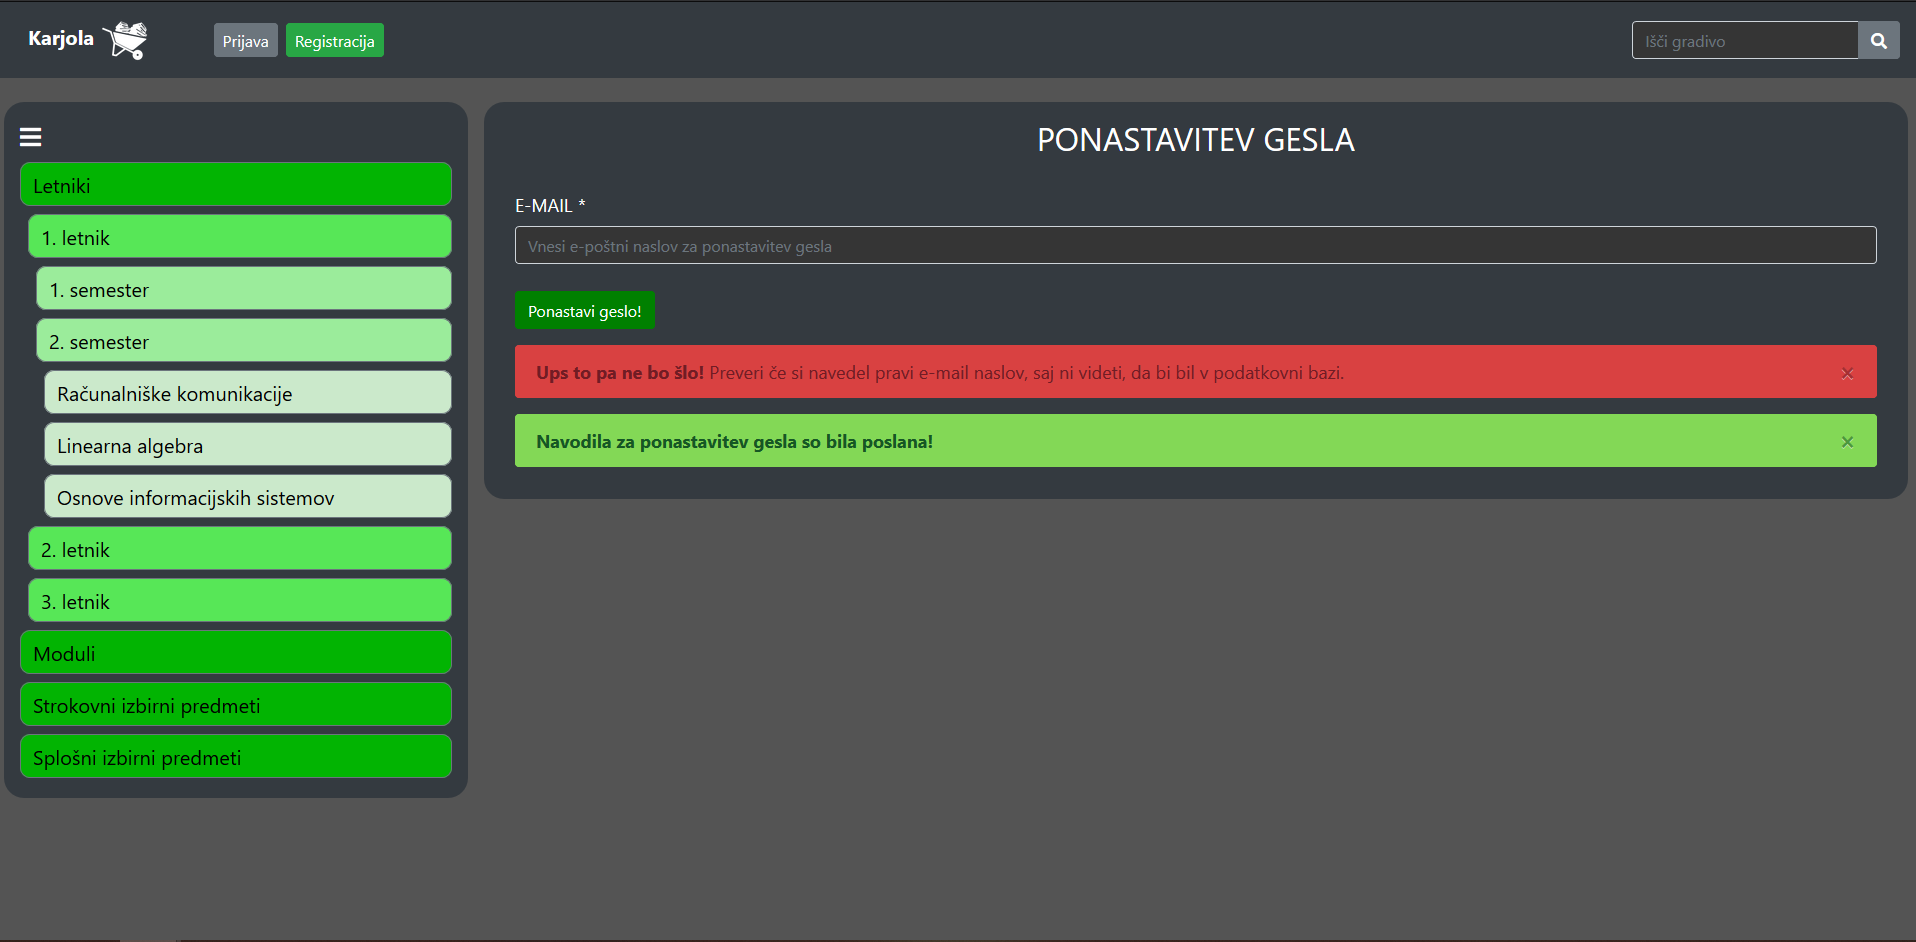 Karjola
Prijava
Registracija
Išči gradivo
Letniki
1. letnik
1. semester
2. semester
Računalniške komunikacije
Linearna algebra
Osnove informacijskih sistemov
2. letnik
3. letnik
Moduli
Strokovni izbirni predmeti
Splošni izbirni predmeti
PONASTAVITEV GESLA
E-MAIL *
Vnesi e-poštni naslov za ponastavitev gesla
Ponastavi geslo!
Ups to pa ne bo šlo! Preveri če si navedel pravi e-mail naslov, saj ni videti, da bi bil v podatkovni bazi. ×
Navodila za ponastavitev gesla so bila poslana! ×